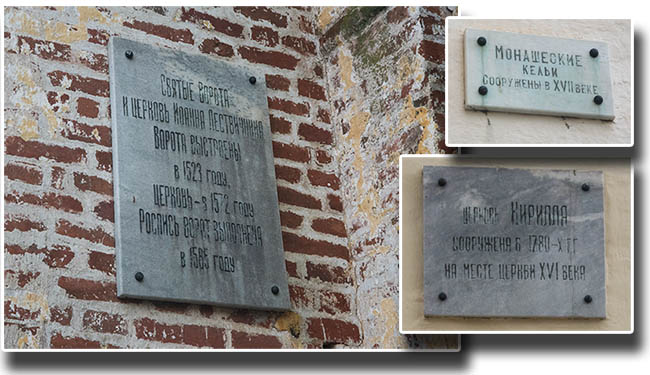 Святые ворота
и церковь Иоанна Лествичника
Ворота выстроены
в 1523 году,
церковь – в 1572 году
Роспись ворот выполнена
в 1585 году
Монашеские
кельи
Сооружены в XVII веке
церковь Кирилла
сооружена в 1780-х г.г.
на месте церкви XVI века